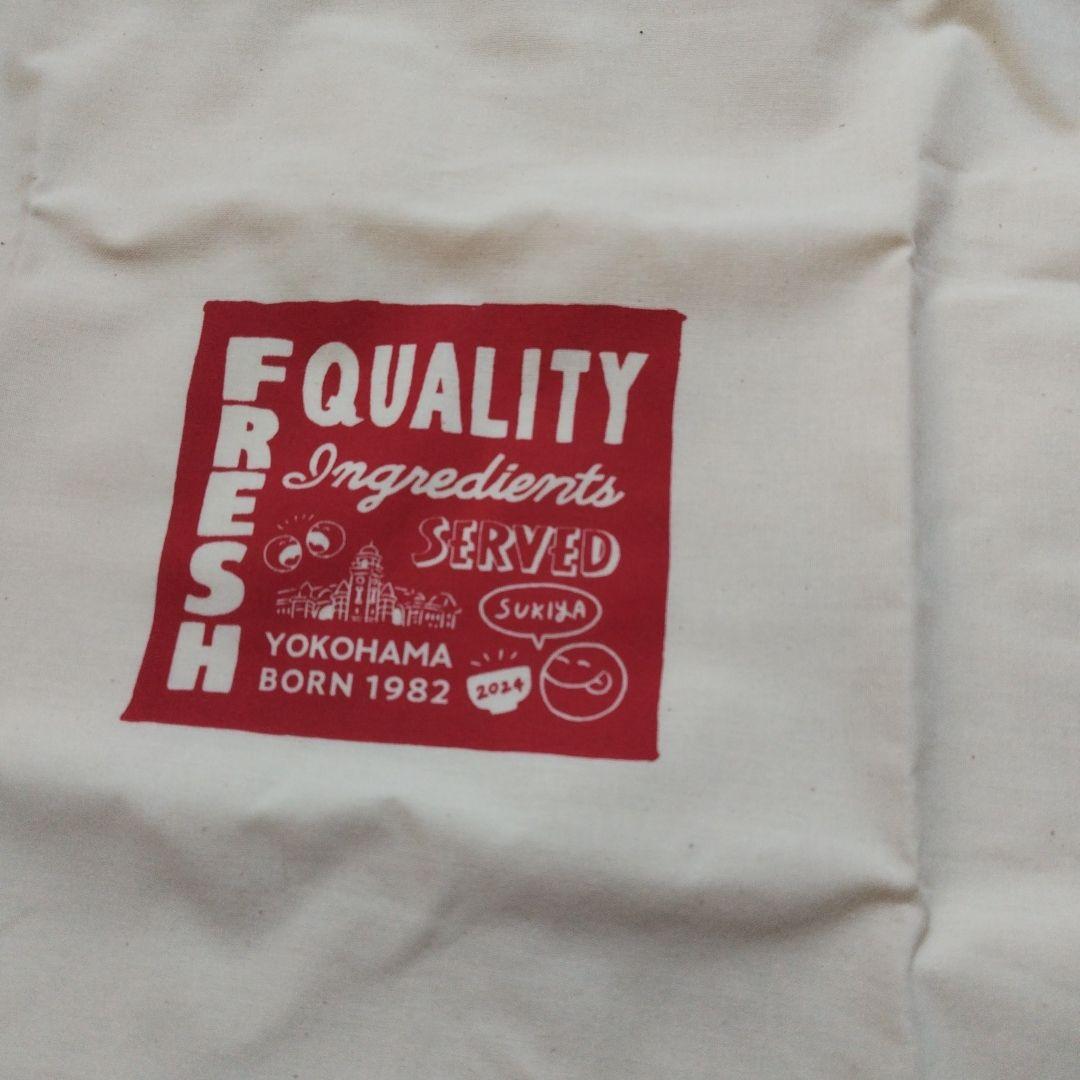 FRESH
QUALITY
Ingredients
SERVED
SUKIYA
YOKOHAMA
BORN 1982
2024